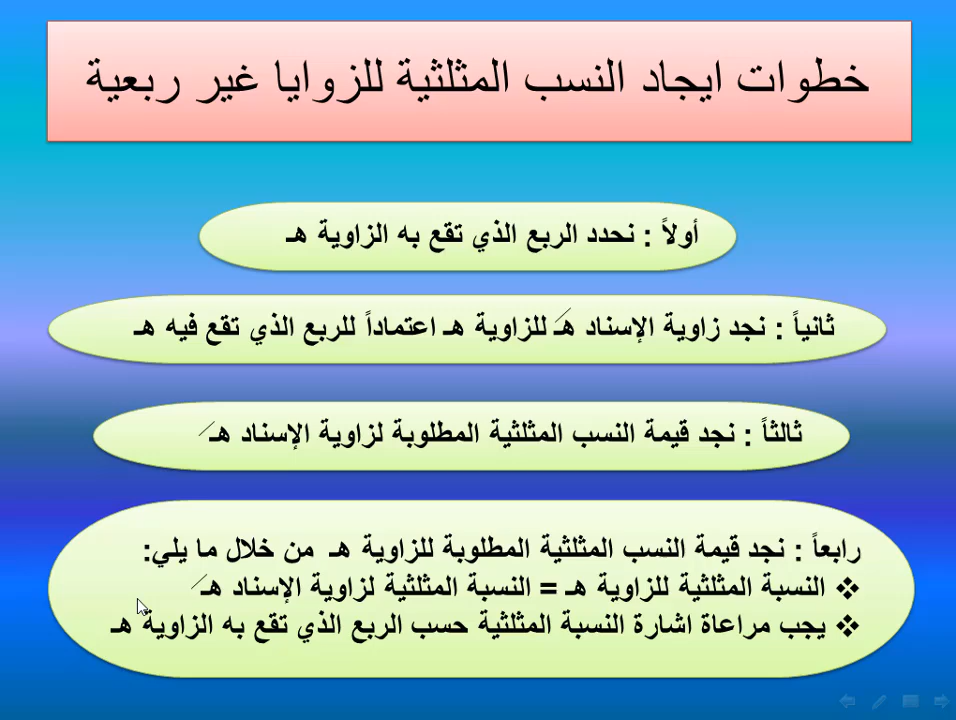 خطوات ايجاد النسب المثلثية للزوايا غير ربعية
أولاً : نحدد الربع الذي تقع به الزاوية هـ
ثانياً : نجد زاوية الإسناد هـَ للزاوية هـ اعتماداً للربع الذي تقع فيه هـ
ثالثاً : نجد قيمة النسب المثلثية المطلوبة لزاوية الإسناد هـَ
رابعاً : نجد قيمة النسب المثلثية المطلوبة للزاوية هـ من خلال ما يلي:
❖ النسبة المثلثية للزاوية هـ = النسبة المثلثية لزاوية الإسناد هـَ
❖ يجب مراعاة اشارة النسبة المثلثية حسب الربع الذي تقع به الزاوية هـ